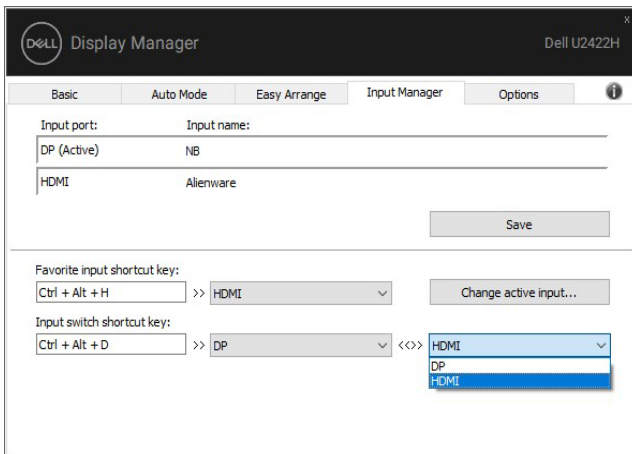 x
DELL Display Manager Dell U2422H
Basic Auto Mode Easy Arrange Input Manager Options i
Input port: Input name:
DP (Active) NB
HDMI Alienware
Save
Favorite input shortcut key:
Ctrl + Alt + H >> HDMI Change active input...
Input switch shortcut key:
Ctrl + Alt + D >> DP <<>> HDMI
DP
HDMI